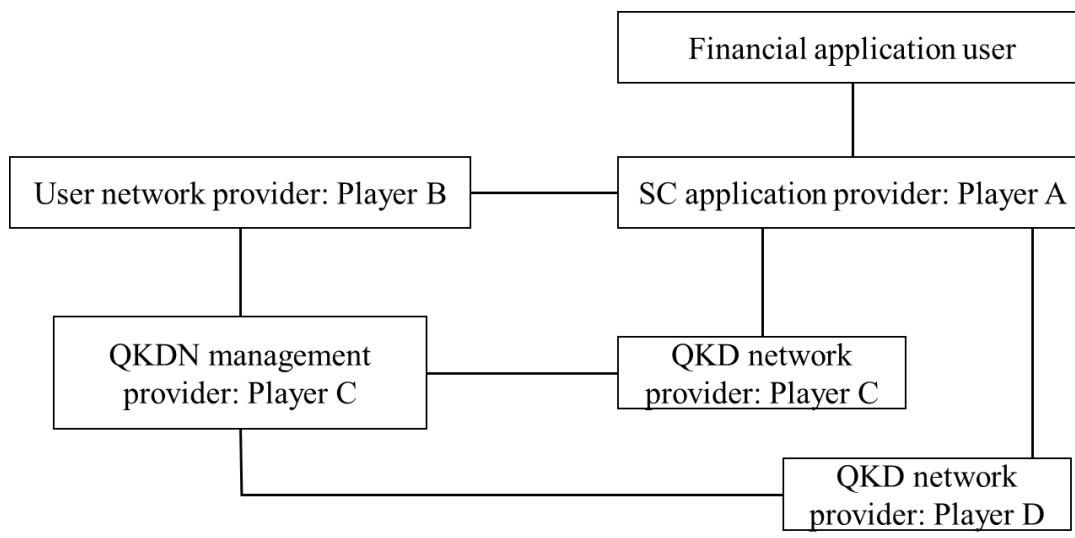 Financial application user
User network provider: Player B
SC application provider: Player A
QKDN management
provider: Player C
QKD network
provider: Player C
QKD network
provider: Player D